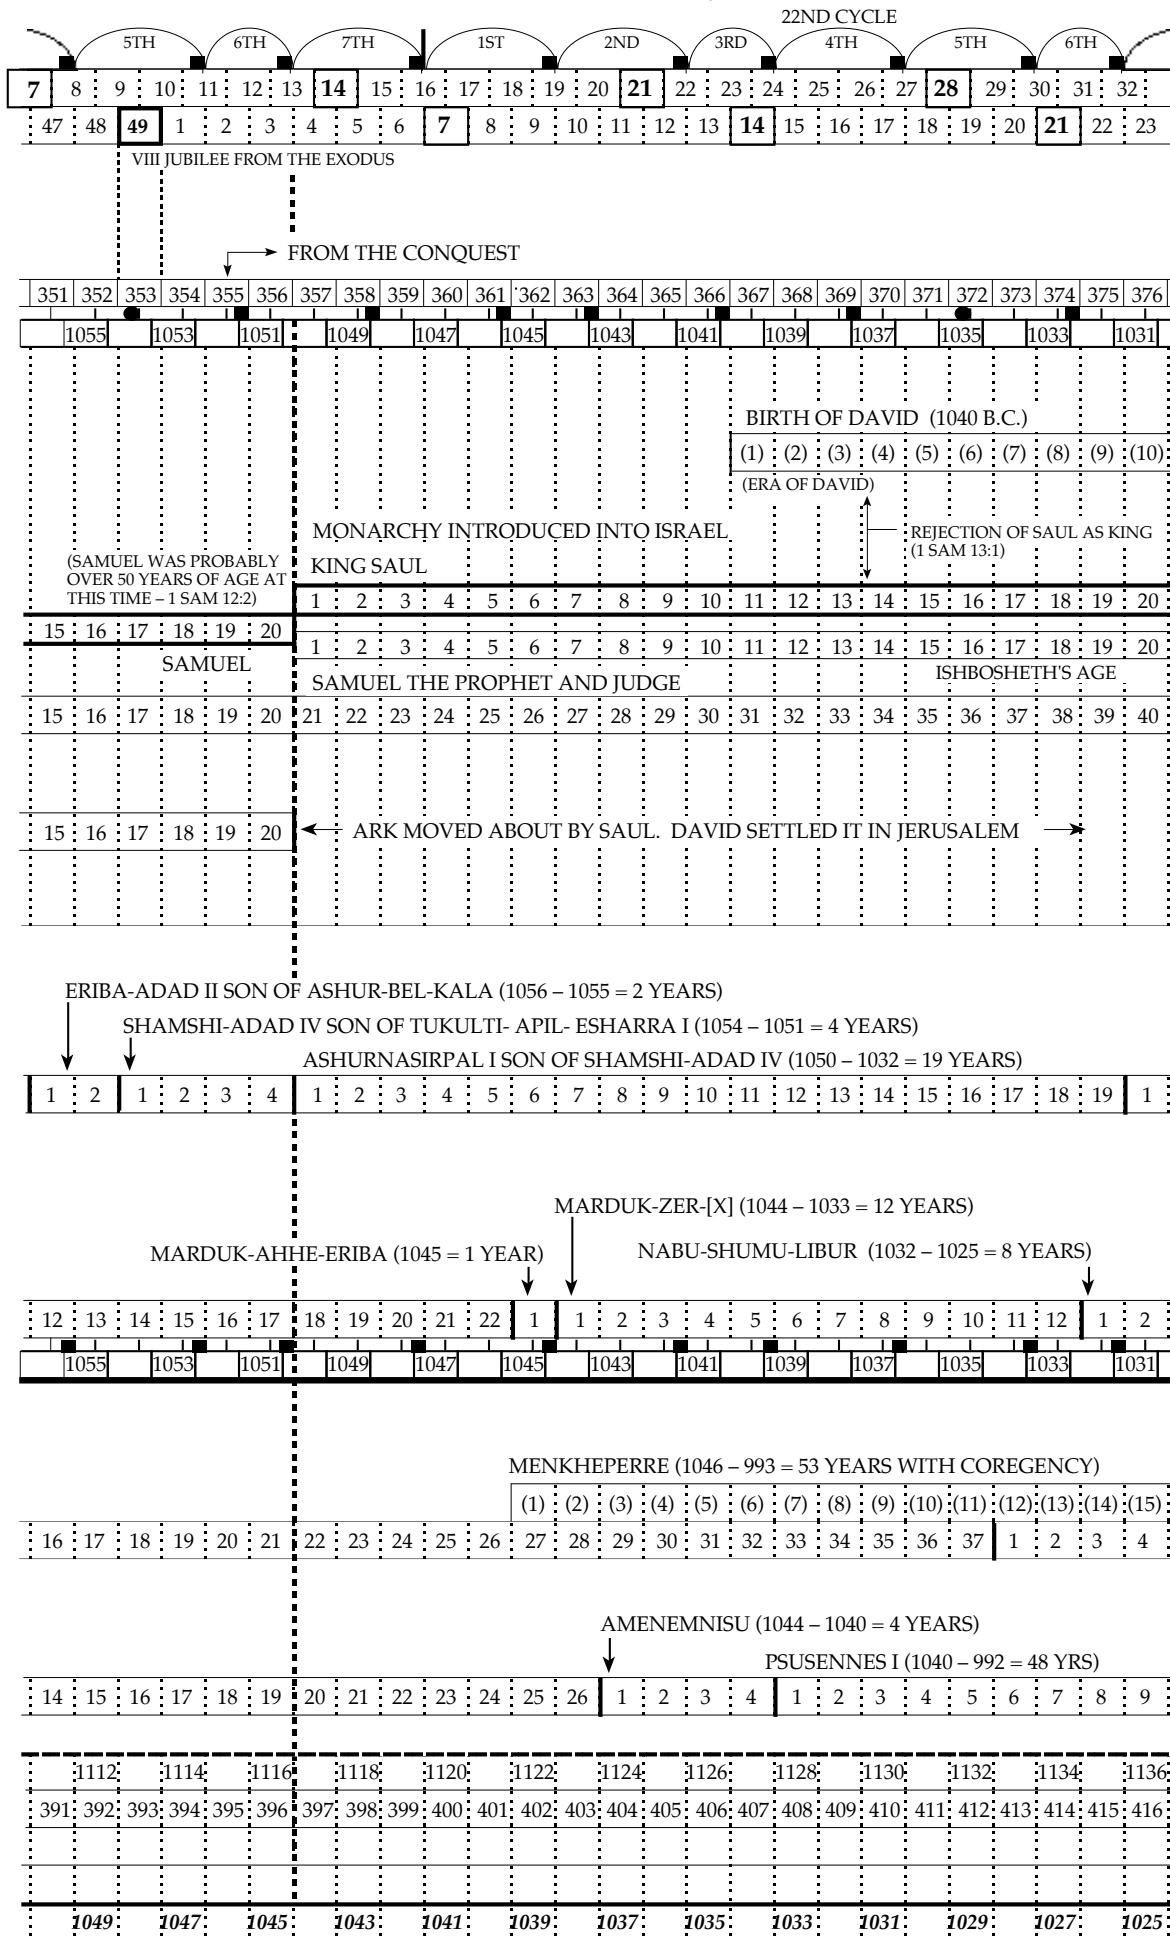 22ND CYCLE
5TH 6TH 7TH 1ST 2ND 3RD 4TH 5TH 6TH
7 8 9 10 11 12 13 14 15 16 17 18 19 20 21 22 23 24 25 26 27 28 29 30 31 32
47 48 49 1 2 3 4 5 6 7 8 9 10 11 12 13 14 15 16 17 18 19 20 21 22 23
VIII JUBILEE FROM THE EXODUS
FROM THE CONQUEST
351 352 353 354 355 356 357 358 359 360 361 362 363 364 365 366 367 368 369 370 371 372 373 374 375 376
1055 1053 1051 1049 1047 1045 1043 1041 1039 1037 1035 1033 1031
BIRTH OF DAVID (1040 B.C.)
(1) (2) (3) (4) (5) (6) (7) (8) (9) (10)
(ERA OF DAVID)
REJECTION OF SAUL AS KING
(1 SAM 13:1)
MONARCHY INTRODUCED INTO ISRAEL
KING SAUL
(SAMUEL WAS PROBABLY
OVER 50 YEARS OF AGE AT
THIS TIME – 1 SAM 12:2)
1 2 3 4 5 6 7 8 9 10 11 12 13 14 15 16 17 18 19 20
15 16 17 18 19 20
1 2 3 4 5 6 7 8 9 10 11 12 13 14 15 16 17 18 19 20
SAMUEL
ISHBOSHETH'S AGE
SAMUEL THE PROPHET AND JUDGE
15 16 17 18 19 20 21 22 23 24 25 26 27 28 29 30 31 32 33 34 35 36 37 38 39 40
15 16 17 18 19 20
ARK MOVED ABOUT BY SAUL. DAVID SETTLED IT IN JERUSALEM
ERIBA-ADAD II SON OF ASHUR-BEL-KALA (1056 – 1055 = 2 YEARS)
SHAMSHI-ADAD IV SON OF TUKULTI- APIL- ESHARRA I (1054 – 1051 = 4 YEARS)
ASHURNASIRPAL I SON OF SHAMSHI-ADAD IV (1050 – 1032 = 19 YEARS)
1 2 1 2 3 4 1 2 3 4 5 6 7 8 9 10 11 12 13 14 15 16 17 18 19 1
MARDUK-ZER-[X] (1044 – 1033 = 12 YEARS)
MARDUK-AHHE-ERIBA (1045 = 1 YEAR)
NABU-SHUMU-LIBUR (1032 – 1025 = 8 YEARS)
12 13 14 15 16 17 18 19 20 21 22 1 1 2 3 4 5 6 7 8 9 10 11 12 1 2
1055 1053 1051 1049 1047 1045 1043 1041 1039 1037 1035 1033 1031
MENKHEPERRE (1046 – 993 = 53 YEARS WITH COREGENCY)
(1) (2) (3) (4) (5) (6) (7) (8) (9) (10) (11) (12) (13) (14) (15)
16 17 18 19 20 21 22 23 24 25 26 27 28 29 30 31 32 33 34 35 36 37 1 2 3 4
AMENEMNISU (1044 – 1040 = 4 YEARS)
PSUSENNES I (1040 – 992 = 48 YRS)
14 15 16 17 18 19 20 21 22 23 24 25 26 1 2 3 4 1 2 3 4 5 6 7 8 9
1112 1114 1116 1118 1120 1122 1124 1126 1128 1130 1132 1134 1136
391 392 393 394 395 396 397 398 399 400 401 402 403 404 405 406 407 408 409 410 411 412 413 414 415 416
1049 1047 1045 1043 1041 1039 1037 1035 1033 1031 1029 1027 1025